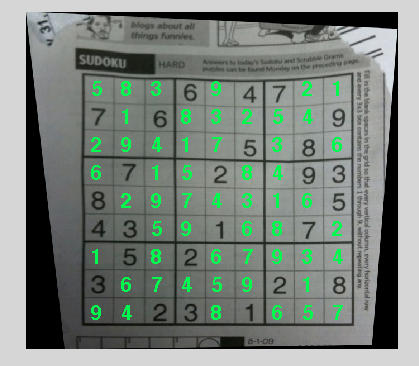 blogs about all
things funnies.
SUDOKU HARD
Answers to today's Sudoku and Scrabble Grams
puzzles can be found Monday on the preceding page.
5 8 3 6 9 4 7 2 1
7 1 6 8 3 2 5 4 9
2 9 4 1 7 5 3 8 6
6 7 1 5 2 8 4 9 3
8 2 9 7 4 3 1 6 5
4 3 5 9 1 6 8 7 2
1 5 8 2 6 7 9 3 4
3 6 7 4 5 9 2 1 8
9 4 2 3 8 1 6 5 7
Fill in the blank spaces in the grid so that every vertical column, every horizontal row
and every 3x3 box contains the numbers 1 through 9, without repeating any.
8-1-09